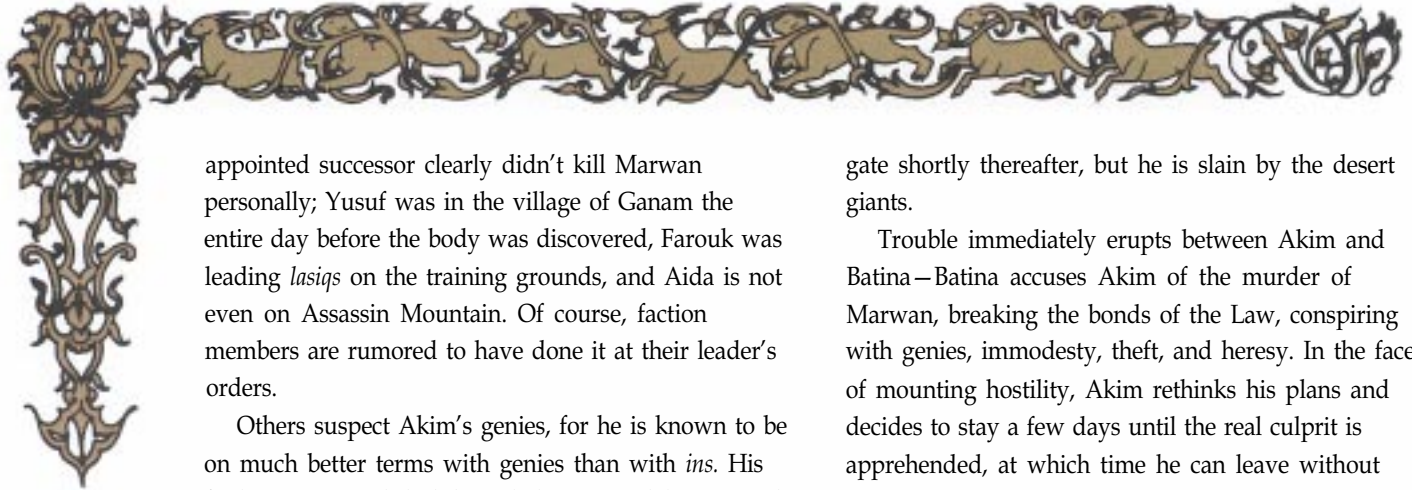 appointed successor clearly didn't kill Marwan
personally; Yusuf was in the village of Ganam the
entire day before the body was discovered, Farouk was
leading lasiqs on the training grounds, and Aida is not
even on Assassin Mountain. Of course, faction
members are rumored to have done it at their leader's
orders.
Others suspect Akim's genies, for he is known to be
on much better terms with genies than with ins. His
gate shortly thereafter, but he is slain by the desert
giants.
Trouble immediately erupts between Akim and
Batina—Batina accuses Akim of the murder of
Marwan, breaking the bonds of the Law, conspiring
with genies, immodesty, theft, and heresy. In the face
of mounting hostility, Akim rethinks his plans and
decides to stay a few days until the real culprit is
apprehended, at which time he can leave without